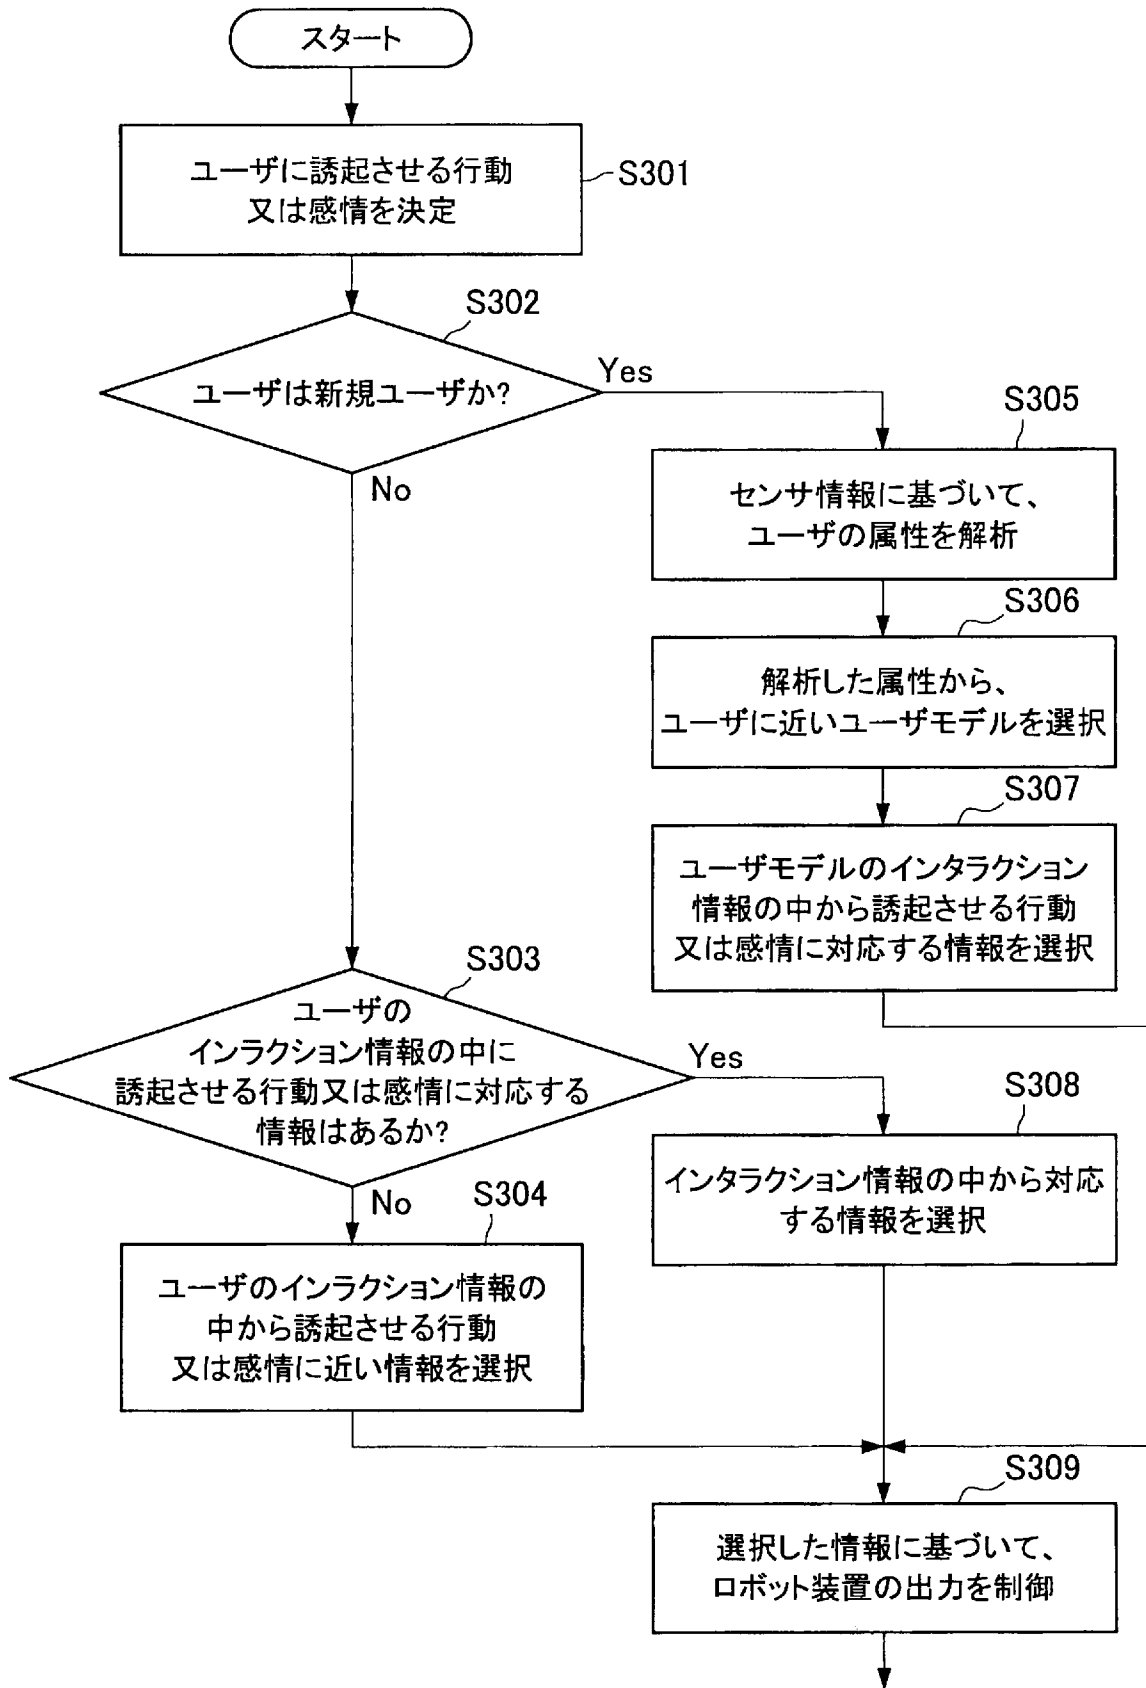 スタート
ユーザに誘起させる行動
又は感情を決定
S301
S302
ユーザは新規ユーザか?
Yes
No
S305
センサ情報に基づいて、
ユーザの属性を解析
S306
解析した属性から、
ユーザに近いユーザモデルを選択
S307
ユーザモデルのインタラクション
情報の中から誘起させる行動
又は感情に対応する情報を選択
S303
ユーザの
インラクション情報の中に
誘起させる行動又は感情に対応する
情報はあるか?
Yes
No
S308
インタラクション情報の中から対応
する情報を選択
S304
ユーザのインラクション情報の
中から誘起させる行動
又は感情に近い情報を選択
S309
選択した情報に基づいて、
ロボット装置の出力を制御